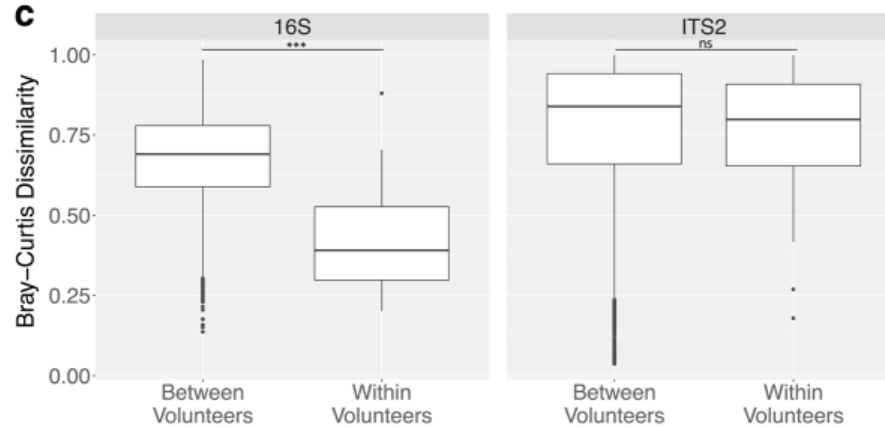 c
16S
ITS2
***
ns
Bray−Curtis Dissimilarity
1.00
0.75
0.50
0.25
0.00
Between
Volunteers
Within
Volunteers
Between
Volunteers
Within
Volunteers